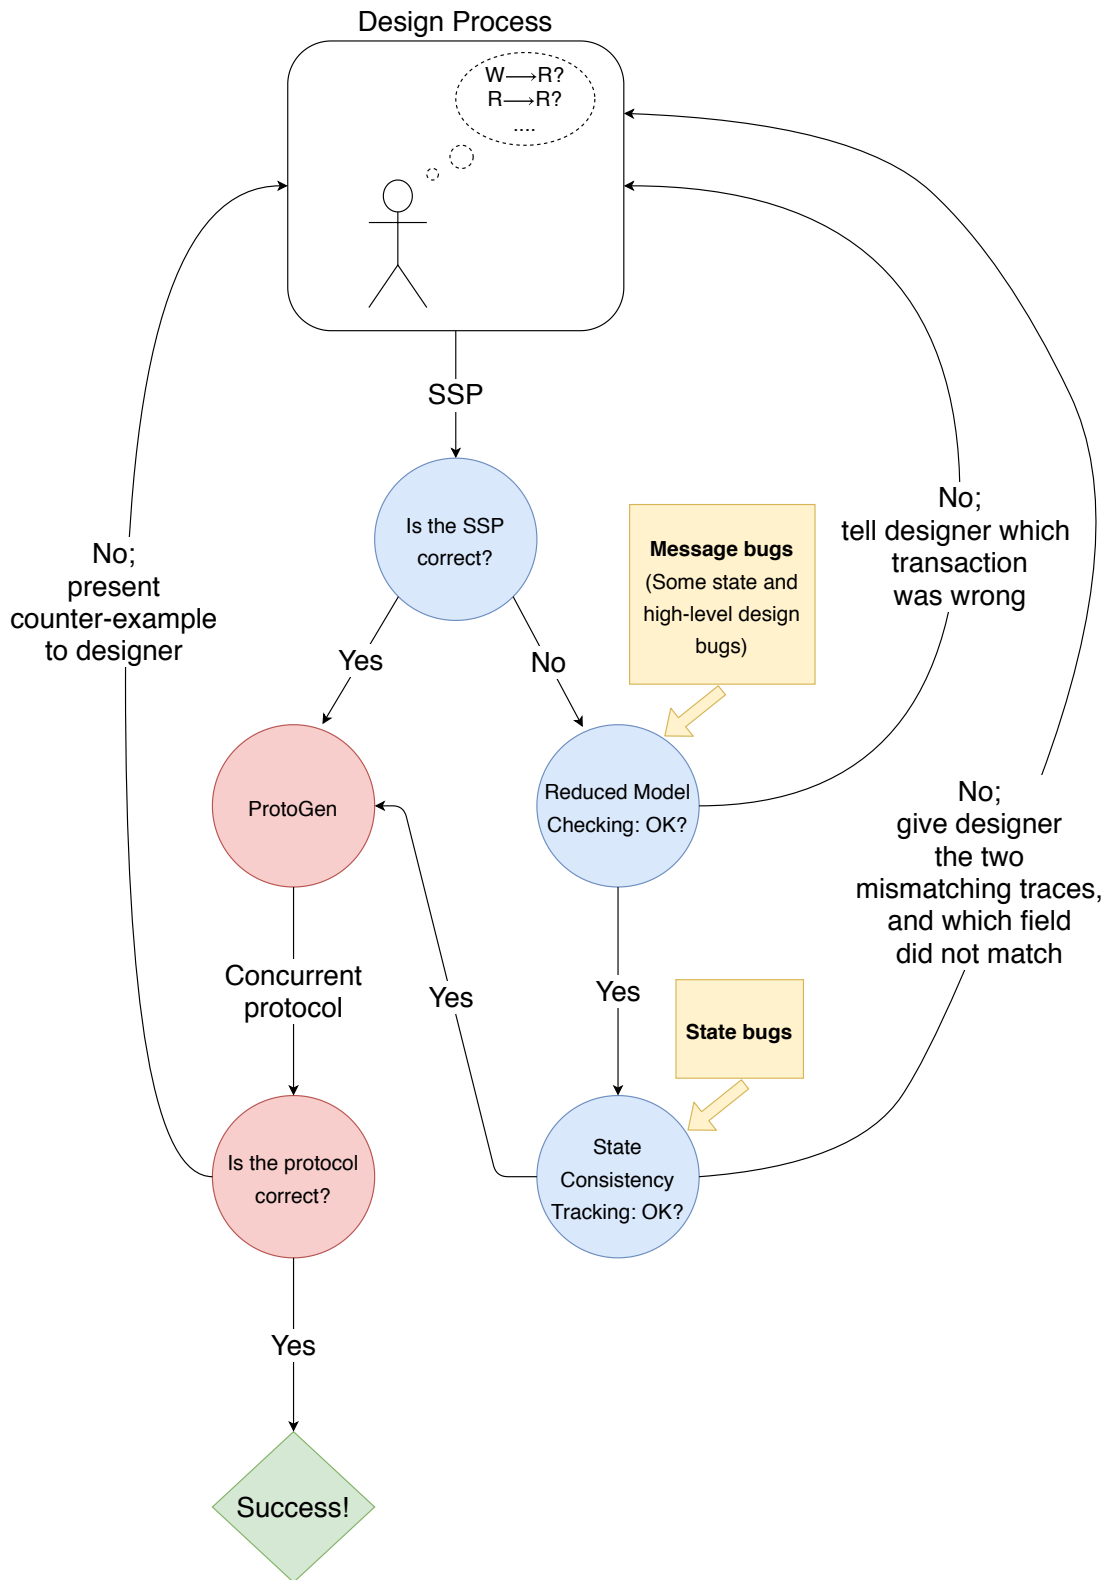 Design Process
W⟶R?
R⟶R?
....
SSP
Is the SSP
correct?
Yes
No
No;
present
counter-example
to designer
Message bugs
(Some state and
high-level design
bugs)
No;
tell designer which
transaction
was wrong
ProtoGen
Reduced Model
Checking: OK?
No;
give designer
the two
mismatching traces,
and which field
did not match
Concurrent
protocol
Yes
Yes
State bugs
Is the protocol
correct?
State
Consistency
Tracking: OK?
Yes
Success!